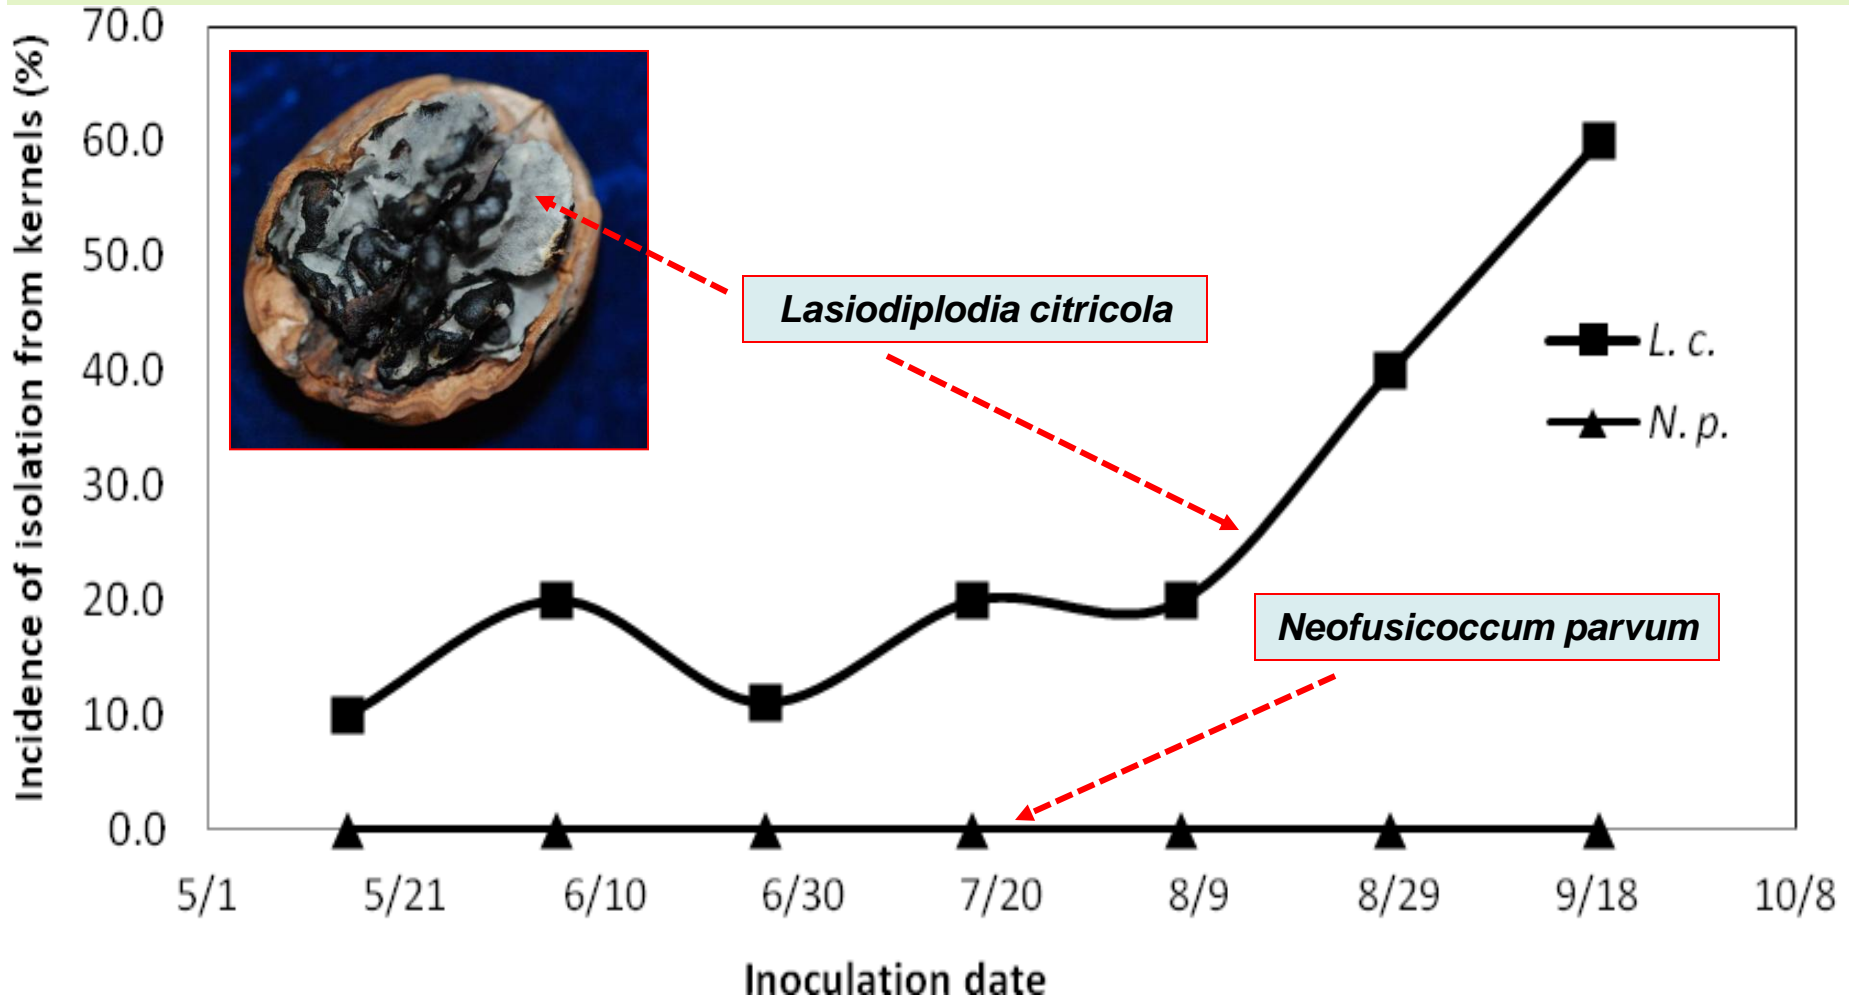 Incidence of isolation from kernels (%)
70.0
60.0
50.0
40.0
30.0
20.0
10.0
0.0
Lasiodiplodia citricola
L. c.
N. p.
Neofusicoccum parvum
5/1 5/21 6/10 6/30 7/20 8/9 8/29 9/18 10/8
Inoculation date